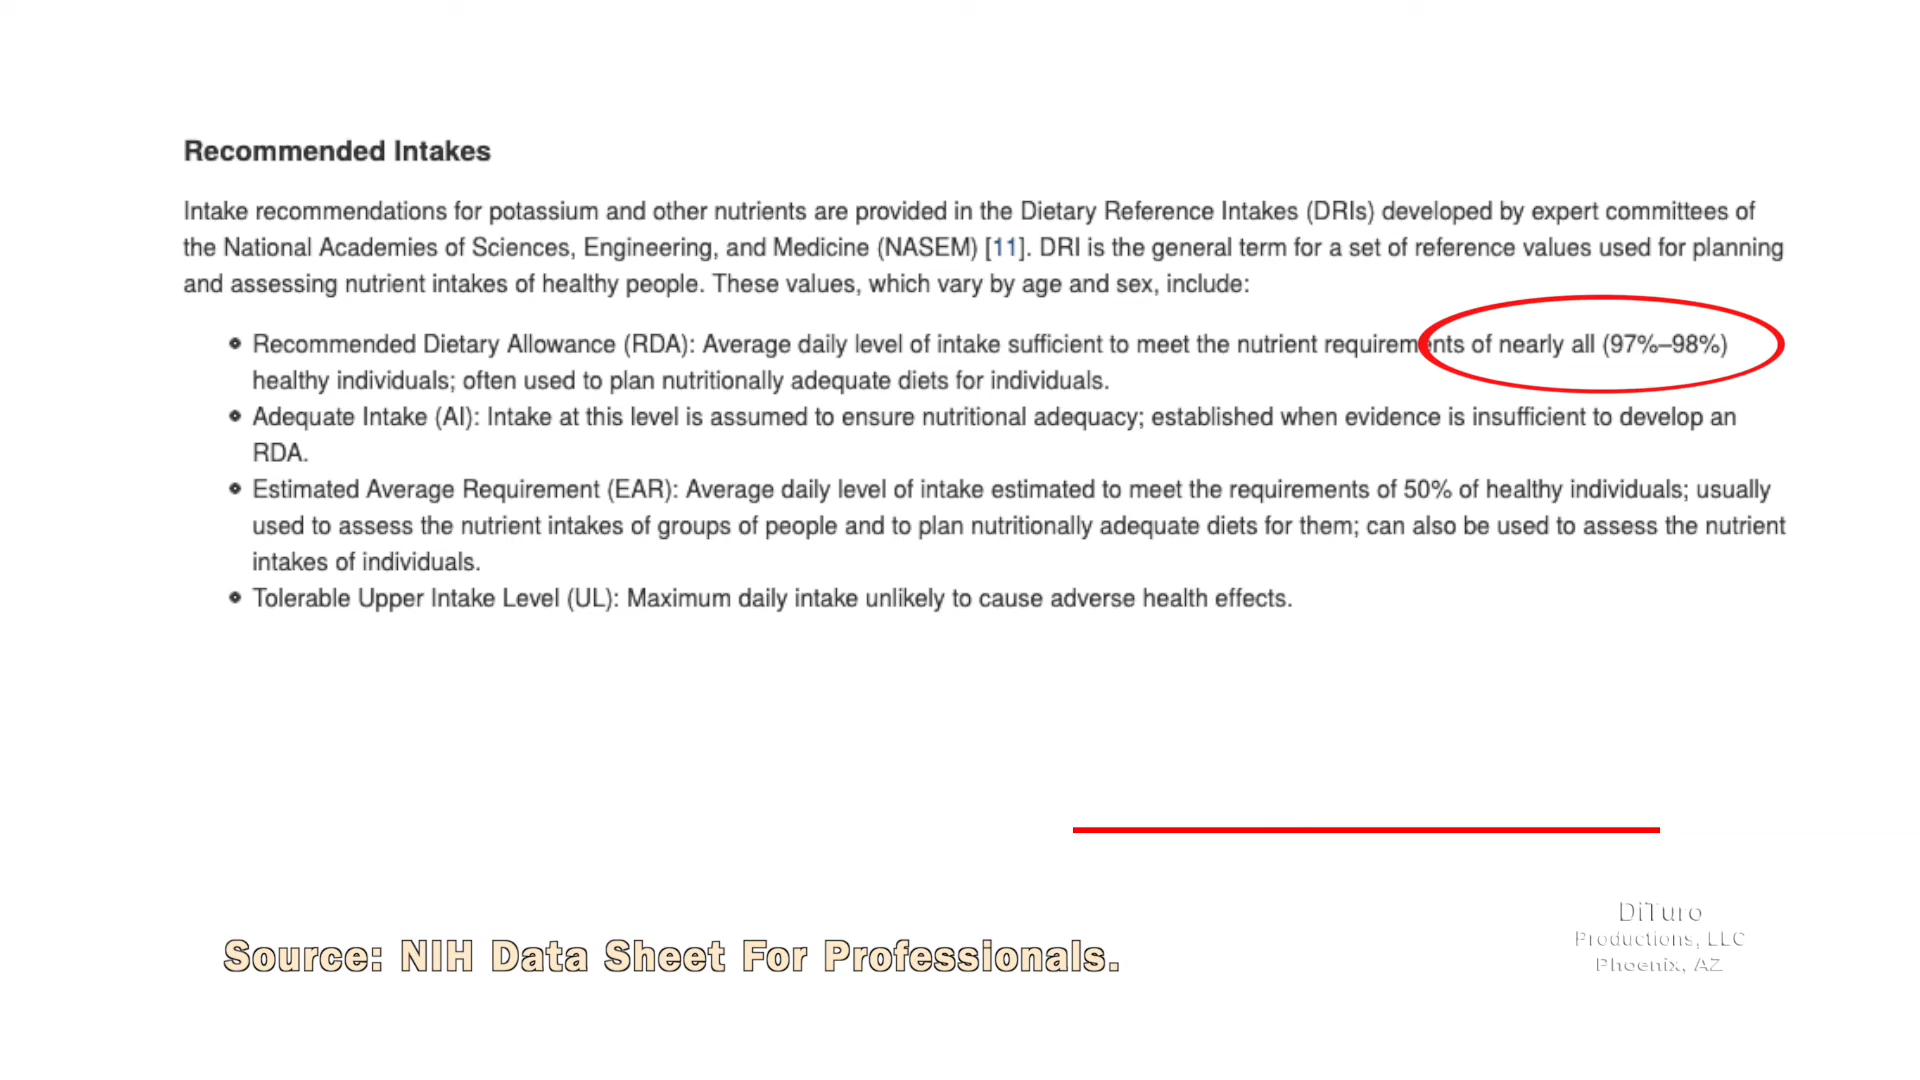 Recommended Intakes
Intake recommendations for potassium and other nutrients are provided in the Dietary Reference Intakes (DRIs) developed by expert committees of
the National Academies of Sciences, Engineering, and Medicine (NASEM) [11]. DRI is the general term for a set of reference values used for planning
and assessing nutrient intakes of healthy people. These values, which vary by age and sex, include:
Recommended Dietary Allowance (RDA): Average daily level of intake sufficient to meet the nutrient requirements of nearly all (97%–98%)
healthy individuals; often used to plan nutritionally adequate diets for individuals.
Adequate Intake (AI): Intake at this level is assumed to ensure nutritional adequacy; established when evidence is insufficient to develop an
RDA.
Estimated Average Requirement (EAR): Average daily level of intake estimated to meet the requirements of 50% of healthy individuals; usually
used to assess the nutrient intakes of groups of people and to plan nutritionally adequate diets for them; can also be used to assess the nutrient
intakes of individuals.
Tolerable Upper Intake Level (UL): Maximum daily intake unlikely to cause adverse health effects.
Source: NIH Data Sheet For Professionals.
DiTuro
Productions, LLC
Phoenix, AZ